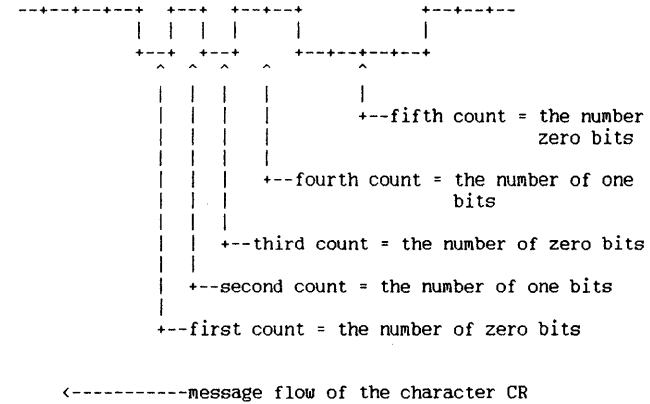 fifth count = the number
zero bits
fourth count = the number of one
bits
third count = the number of zero bits
second count = the number of one bits
first count = the number of zero bits
<-----------message flow of the character CR